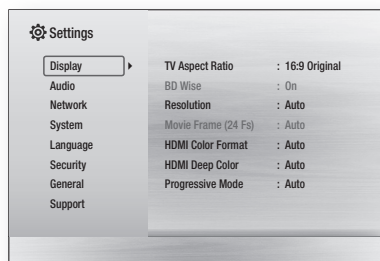 Settings
Display
Audio
Network
System
Language
Security
General
Support
TV Aspect Ratio : 16:9 Original
BD Wise : On
Resolution : Auto
Movie Frame (24 Fs) : Auto
HDMI Color Format : Auto
HDMI Deep Color : Auto
Progressive Mode : Auto